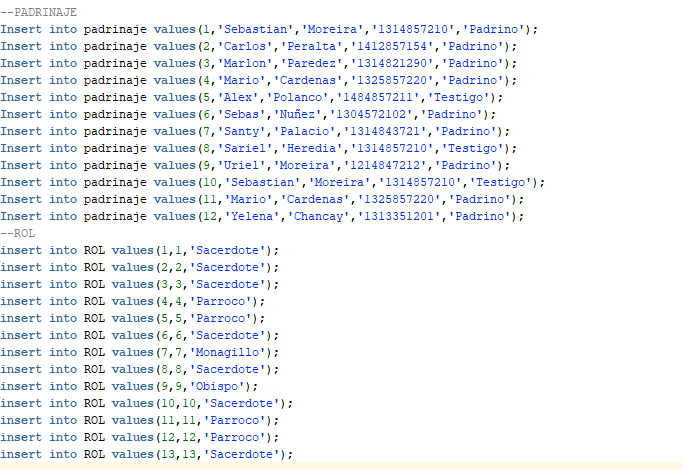 --PADRINAJE
Insert into padrinaje values(1,'Sebastian','Moreira','1314857210','Padrino');
Insert into padrinaje values(2,'Carlos','Peralta','1412857154','Padrino');
Insert into padrinaje values(3,'Marlon','Paredez','1314821290','Padrino');
Insert into padrinaje values(4,'Mario','Cardenas','1325857220','Padrino');
Insert into padrinaje values(5,'Alex','Polanco','1484857211','Testigo');
Insert into padrinaje values(6,'Sebas','Nuñez','1304572102','Padrino');
Insert into padrinaje values(7,'Santy','Palacio','1314843721','Padrino');
Insert into padrinaje values(8,'Sariel','Heredia','1314857210','Testigo');
Insert into padrinaje values(9,'Uriel','Moreira','1214847212','Padrino');
Insert into padrinaje values(10,'Sebastian','Moreira','1314857210','Testigo');
Insert into padrinaje values(11,'Mario','Cardenas','1325857220','Padrino');
Insert into padrinaje values(12,'Yelena','Chancay','1313351201','Padrino');
--ROL
insert into ROL values(1,1,'Sacerdote');
insert into ROL values(2,2,'Sacerdote');
insert into ROL values(3,3,'Sacerdote');
insert into ROL values(4,4,'Parroco');
insert into ROL values(5,5,'Parroco');
insert into ROL values(6,6,'Sacerdote');
insert into ROL values(7,7,'Monagillo');
insert into ROL values(8,8,'Sacerdote');
insert into ROL values(9,9,'Obispo');
insert into ROL values(10,10,'Sacerdote');
insert into ROL values(11,11,'Parroco');
insert into ROL values(12,12,'Parroco');
insert into ROL values(13,13,'Sacerdote');